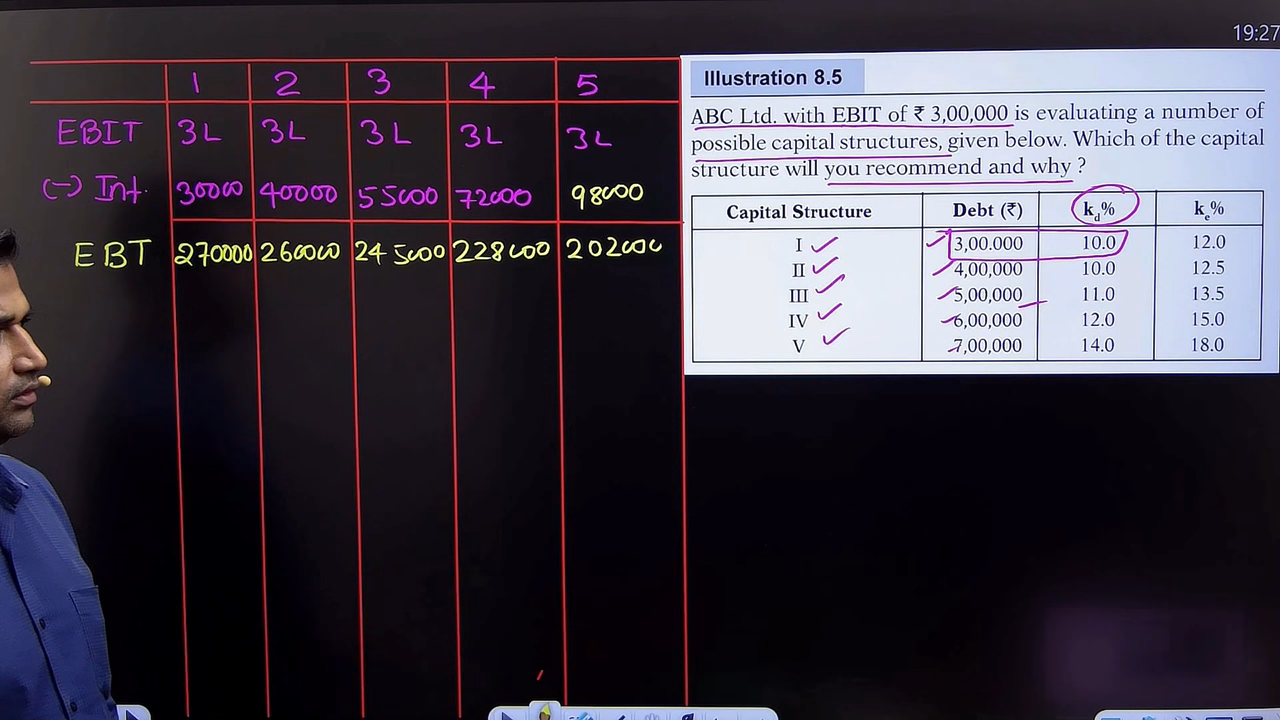 19:27
1 2 3 4 5
EBIT 3L 3L 3L 3L 3L
(-) Int. 30000 40000 55000 72000 98000
EBT 270000 260000 245000 228000 202000
Illustration 8.5
ABC Ltd. with EBIT of ₹ 3,00,000 is evaluating a number of
possible capital structures, given below. Which of the capital
structure will you recommend and why ?
Capital Structure Debt (₹) kd% ke%
I 3,00.000 10.0 12.0
II 4,00,000 10.0 12.5
III 5,00,000 11.0 13.5
IV 6,00,000 12.0 15.0
V 7,00,000 14.0 18.0